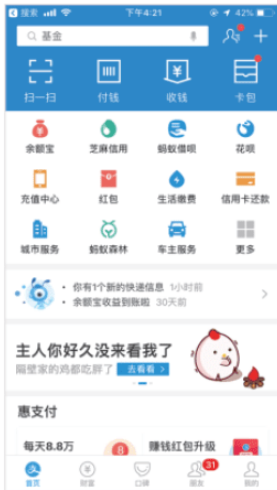 搜索 下午4:21 42%
基金
扫一扫 付钱 收钱 卡包
余额宝 芝麻信用 蚂蚁借呗 花呗
充值中心 红包 生活缴费 信用卡还款
城市服务 蚂蚁森林 车主服务 更多
你有1个新的快递信息 1小时前
余额宝收益到账啦 30天前
主人你好久没来看我了
隔壁家的鸡都吃胖了 去看看
惠支付
每天8.8万 8 赚钱红包升级
31
首页 财富 口碑 朋友 我的